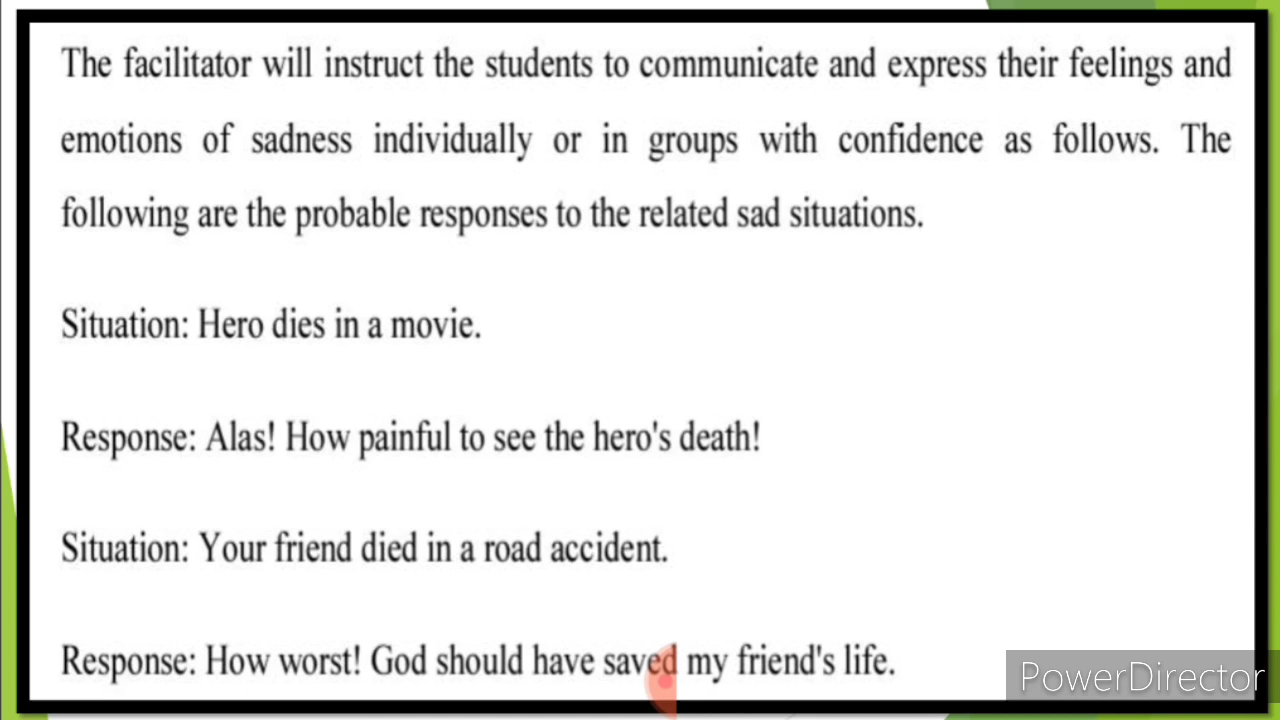 The facilitator will instruct the students to communicate and express their feelings and
emotions of sadness individually or in groups with confidence as follows. The
following are the probable responses to the related sad situations.
Situation: Hero dies in a movie.
Response: Alas! How painful to see the hero's death!
Situation: Your friend died in a road accident.
Response: How worst! God should have saved my friend's life.
PowerDirector